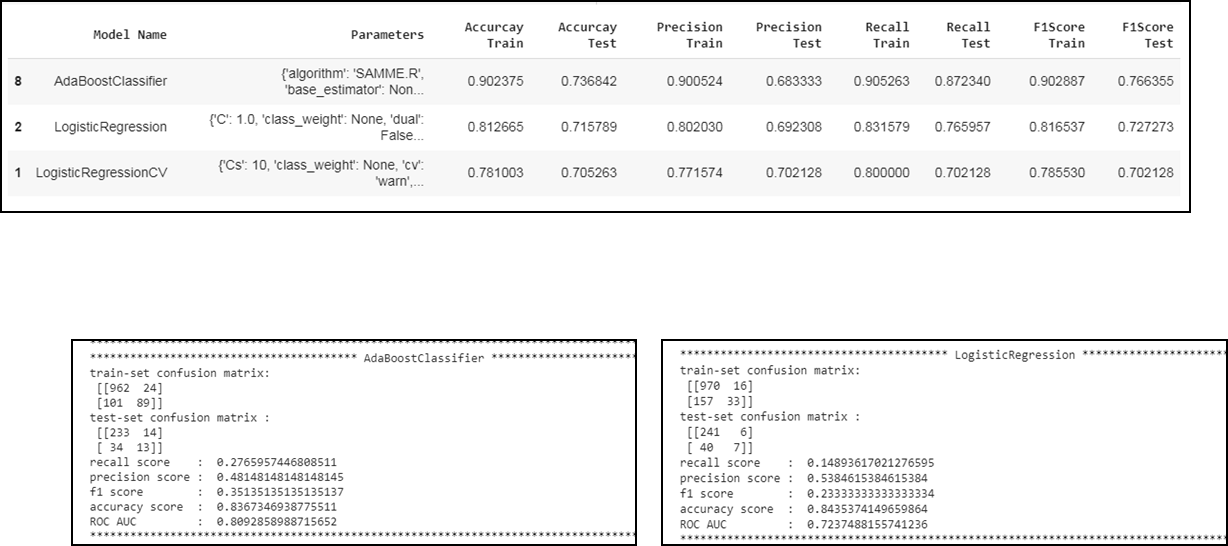 Model Name Parameters Accurcay Train Accurcay Test Precision Train Precision Test Recall Train Recall Test F1Score Train F1Score Test
8 AdaBoostClassifier {'algorithm': 'SAMME.R', 'base_estimator': Non... 0.902375 0.736842 0.900524 0.683333 0.905263 0.872340 0.902887 0.766355
2 LogisticRegression {'C': 1.0, 'class_weight': None, 'dual': False... 0.812665 0.715789 0.802030 0.692308 0.831579 0.765957 0.816537 0.727273
1 LogisticRegressionCV {'Cs': 10, 'class_weight': None, 'cv': 'warn',... 0.781003 0.705263 0.771574 0.702128 0.800000 0.702128 0.785530 0.702128
**************************************** AdaBoostClassifier **********************
train-set confusion matrix:
[[962 24]
[101 89]]
test-set confusion matrix :
[[233 14]
[ 34 13]]
recall score : 0.2765957446808511
precision score : 0.48148148148148145
f1 score : 0.35135135135135137
accuracy score : 0.8367346938775511
ROC AUC : 0.8092858988715652
**************************************** LogisticRegression **********************
train-set confusion matrix:
[[970 16]
[157 33]]
test-set confusion matrix :
[[241 6]
[ 40 7]]
recall score : 0.14893617021276595
precision score : 0.5384615384615384
f1 score : 0.23333333333333334
accuracy score : 0.8435374149659864
ROC AUC : 0.7237488155741236